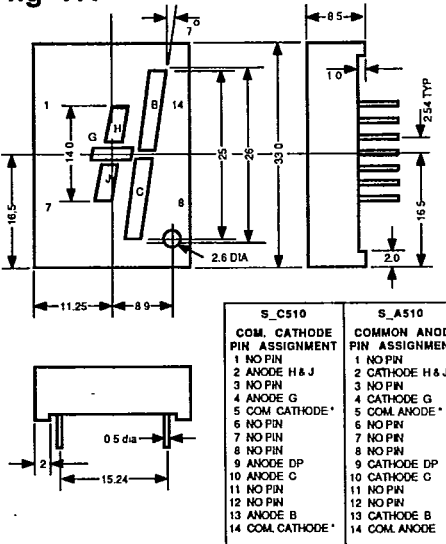 7°
8.5
1.0
2.54 TYP
1
B
14
H
G
14.0
25
26
33.0
J
C
16.5
16.5
7
8
2.6 DIA
2.0
11.25
8.9
S_C510
COM. CATHODE
PIN ASSIGNMENT
1 NO PIN
2 ANODE H & J
3 NO PIN
4 ANODE G
5 COM CATHODE *
6 NO PIN
7 NO PIN
8 NO PIN
9 ANODE DP
10 ANODE C
11 NO PIN
12 NO PIN
13 ANODE B
14 COM. CATHODE *
S_A510
COMMON ANOD
PIN ASSIGNMEN
1 NO PIN
2 CATHODE H & J
3 NO PIN
4 CATHODE G
5 COM. ANODE *
6 NO PIN
7 NO PIN
8 NO PIN
9 CATHODE DP
10 CATHODE C
11 NO PIN
12 NO PIN
13 CATHODE B
14 COM. ANODE
0.5 dia
2
15.24